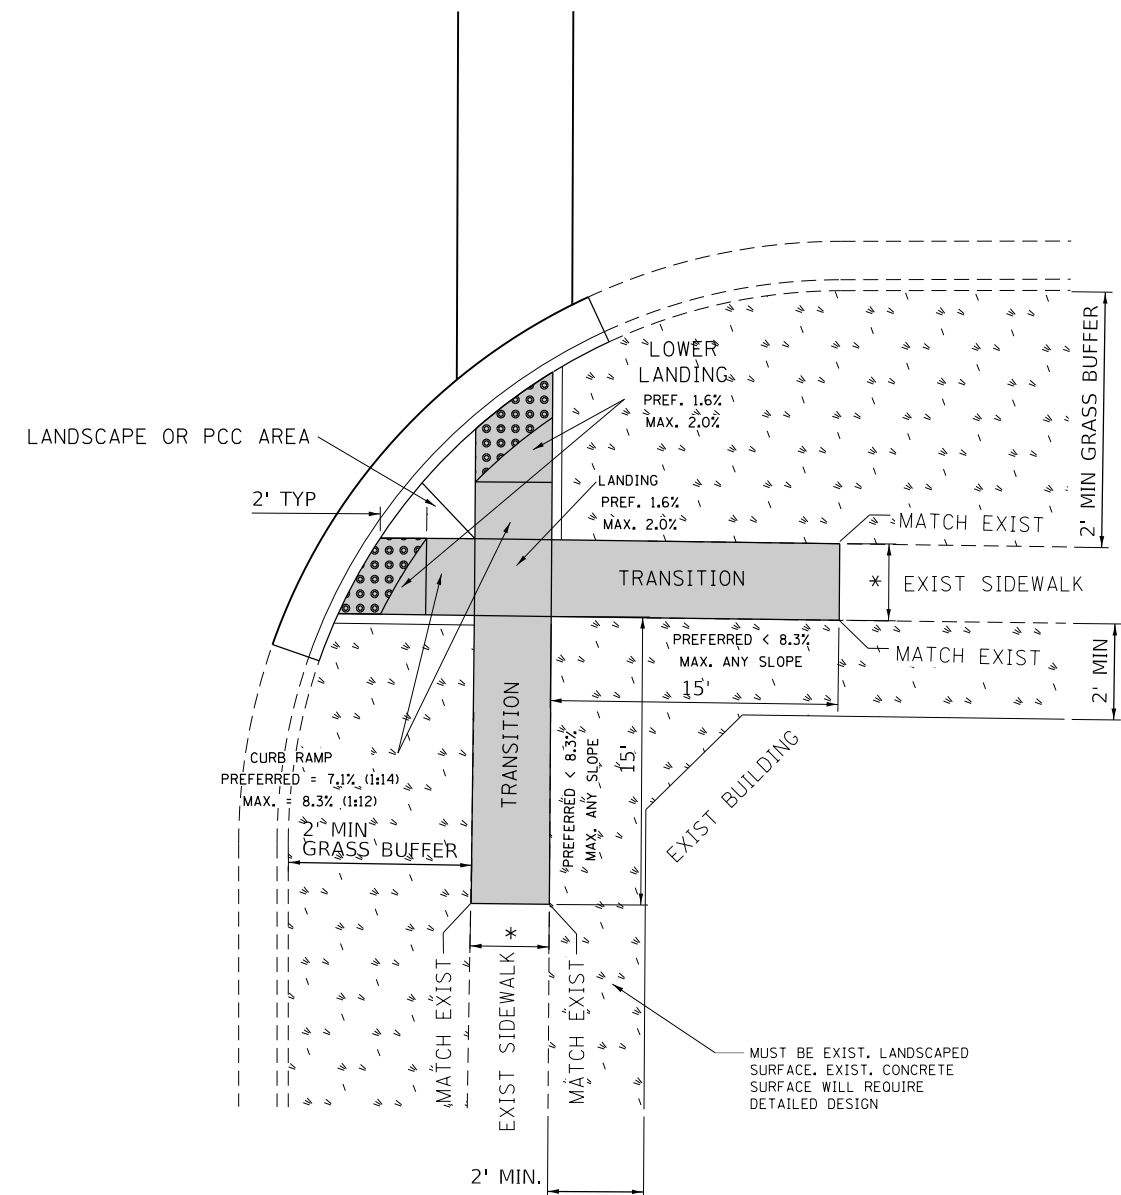 LOWER
LANDING
PREF. 1.6%
MAX. 2.0%
2' MIN GRASS BUFFER
LANDSCAPE OR PCC AREA
LANDING
PREF. 1.6%
MAX. 2.0%
2' TYP
MATCH EXIST
TRANSITION
* EXIST SIDEWALK
PREFERRED < 8.3%
MAX. ANY SLOPE
MATCH EXIST
15'
2' MIN
TRANSITION
PREFERRED < 8.3%
MAX. ANY SLOPE
15'
EXIST BUILDING
CURB RAMP
PREFERRED = 7.1% (1:14)
MAX. = 8.3% (1:12)
2' MIN
GRASS BUFFER
MATCH EXIST
EXIST SIDEWALK *
MATCH EXIST
MUST BE EXIST. LANDSCAPED
SURFACE. EXIST. CONCRETE
SURFACE WILL REQUIRE
DETAILED DESIGN
2' MIN.